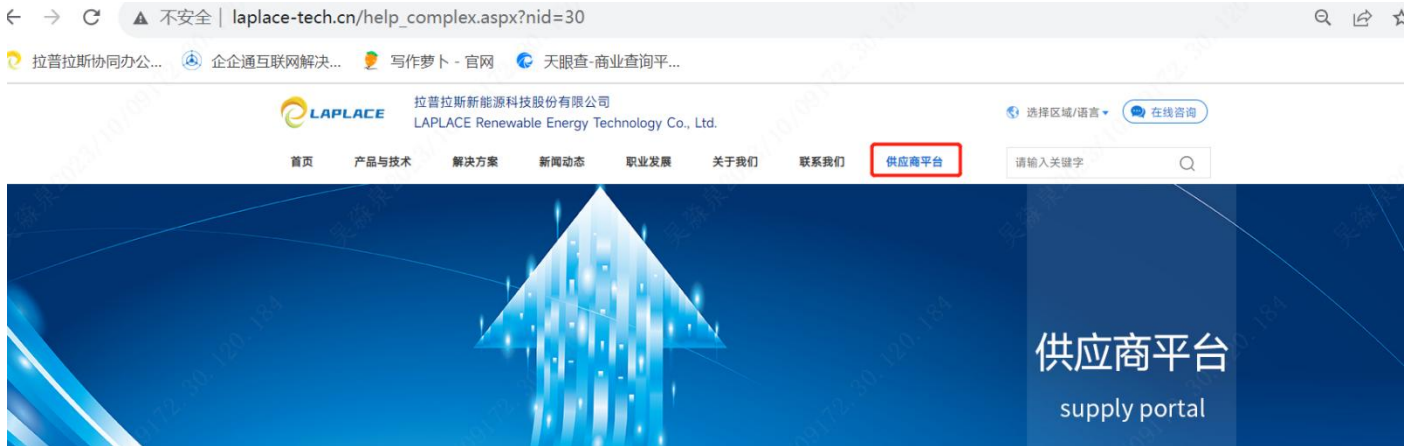 不安全 | laplace-tech.cn/help_complex.aspx?nid=30
拉普拉斯协同办公... 企企通互联网解决... 写作萝卜 - 官网 天眼查-商业查询平...
LAPLACE
拉普拉斯新能源科技股份有限公司
LAPLACE Renewable Energy Technology Co., Ltd.
选择区域/语言 在线咨询
首页 产品与技术 解决方案 新闻动态 职业发展 关于我们 联系我们 供应商平台 请输入关键字
供应商平台
supply portal